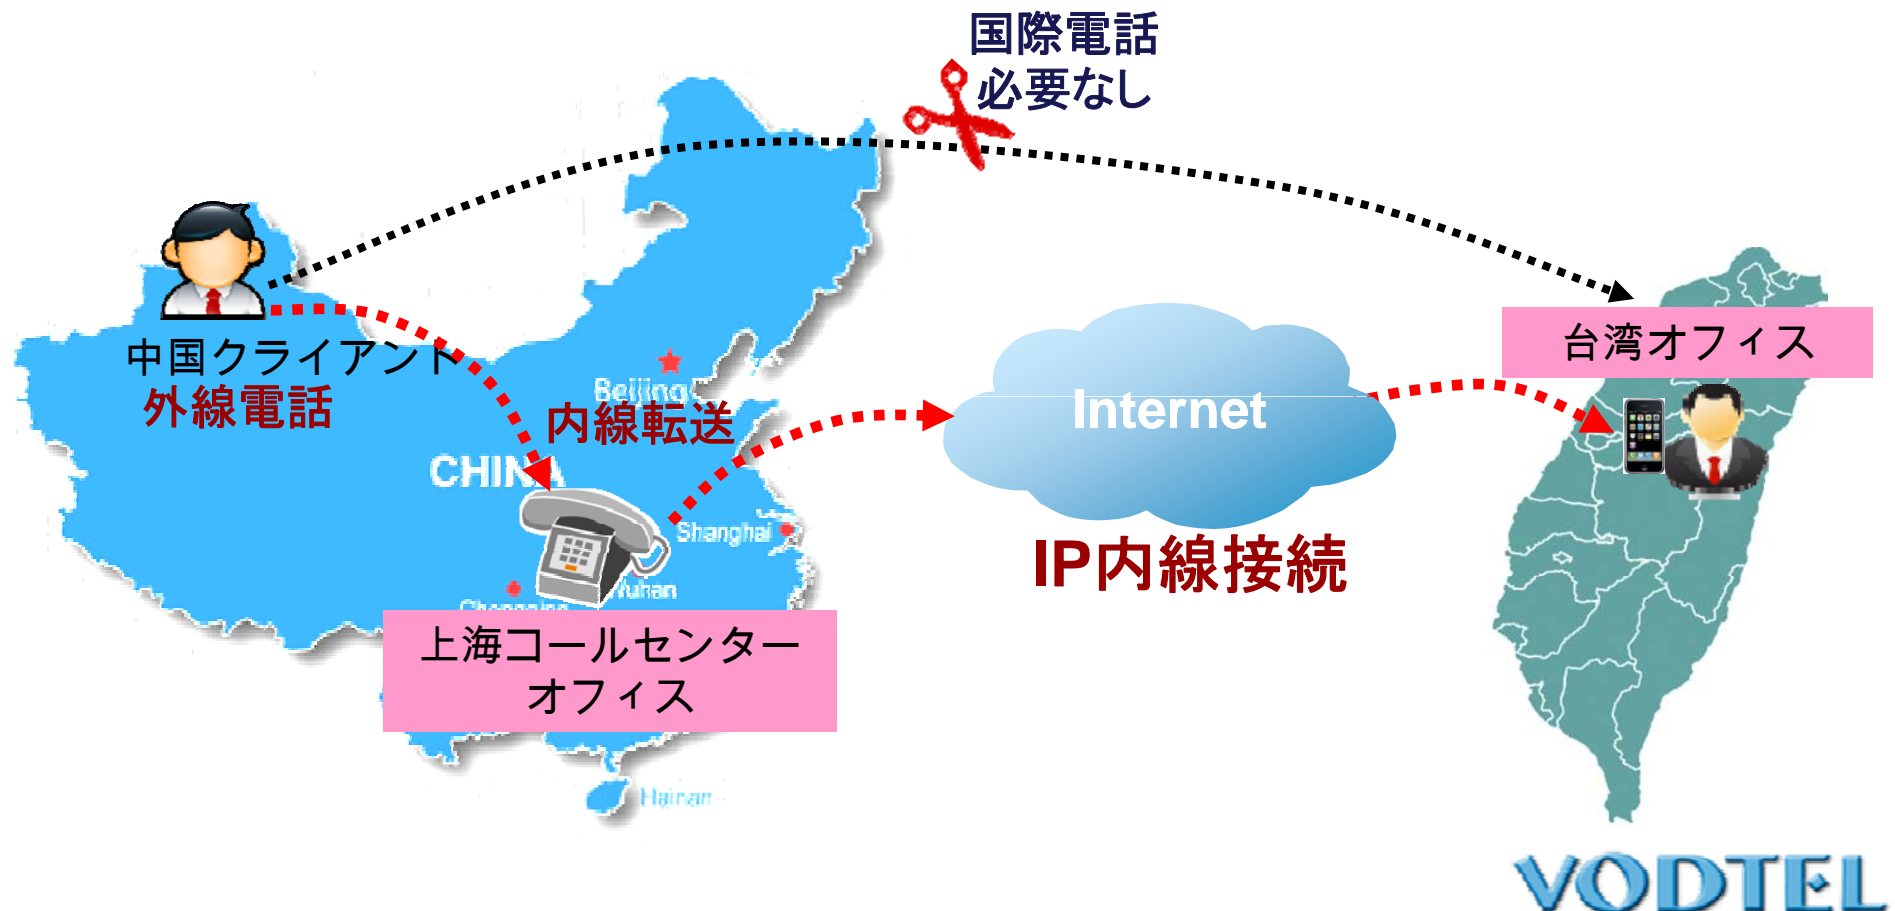 国際電話
必要なし
中国クライアント
外線電話
Beijing
内線転送
CHINA
Shanghai
Wuhan
上海コールセンター
オフィス
Hainan
Internet
IP内線接続
台湾オフィス
VODTEL